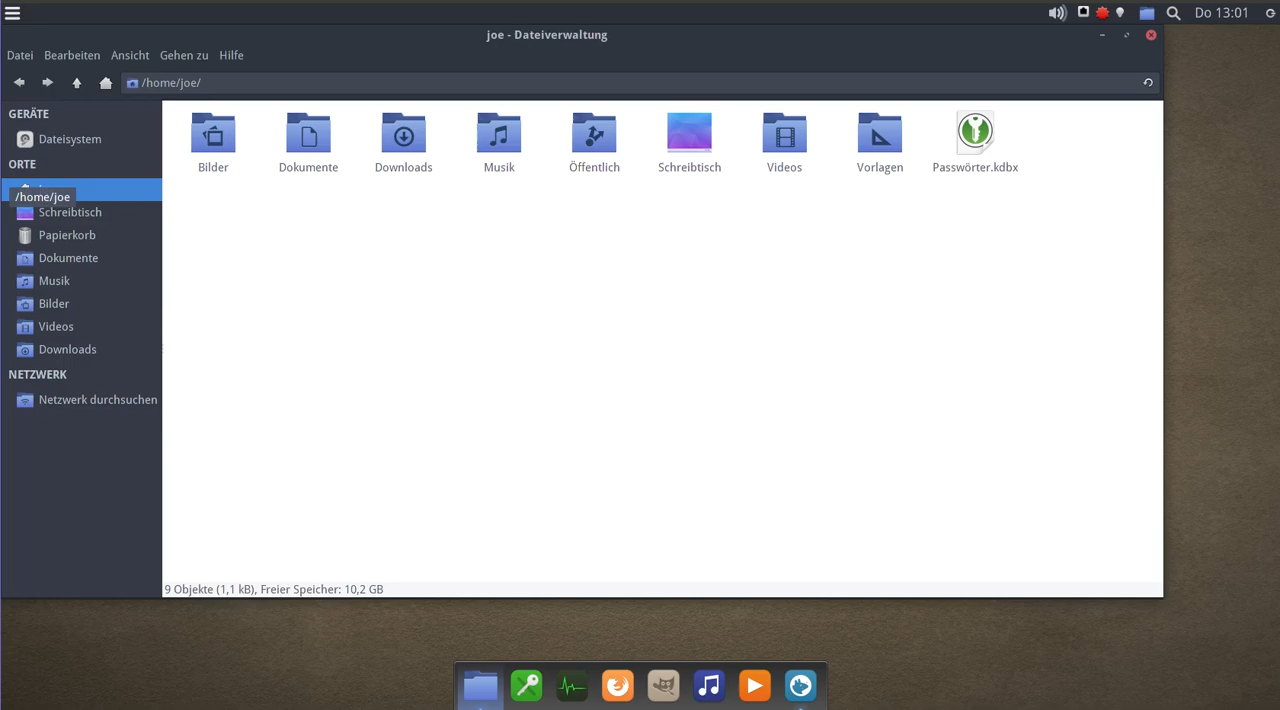 Do 13:01
joe - Dateiverwaltung
Datei Bearbeiten Ansicht Gehen zu Hilfe
/home/joe/
GERÄTE
Dateisystem
ORTE
/home/joe
Schreibtisch
Papierkorb
Dokumente
Musik
Bilder
Videos
Downloads
NETZWERK
Netzwerk durchsuchen
Bilder Dokumente Downloads Musik Öffentlich Schreibtisch Videos Vorlagen Passwörter.kdbx
9 Objekte (1,1 kB), Freier Speicher: 10,2 GB